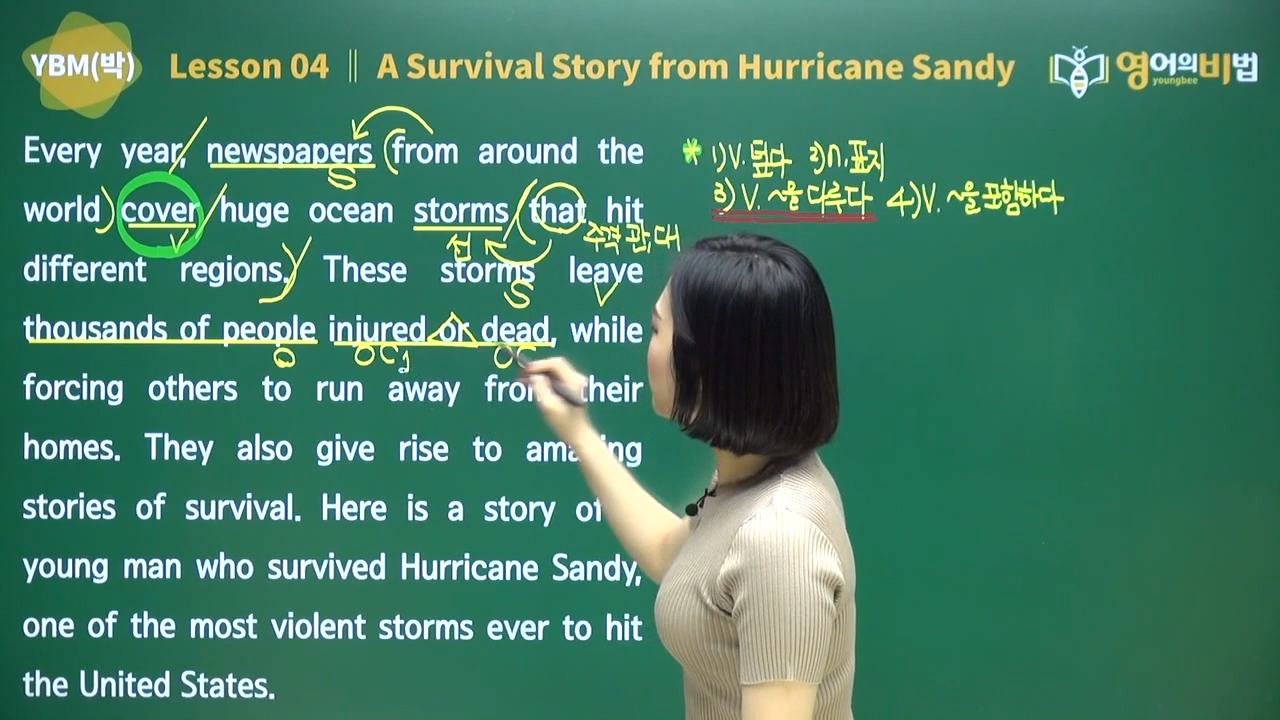 YBM(박) Lesson 04 || A Survival Story from Hurricane Sandy 영어의비법
youngbee
Every year, newspapers from around the
world cover huge ocean storms that hit
different regions. These storms leave
thousands of people injured or dead, while
forcing others to run away from their
homes. They also give rise to amazing
stories of survival. Here is a story of
young man who survived Hurricane Sandy,
one of the most violent storms ever to hit
the United States.
* 1) V. 덮다 2) n. 표지
3) V. ~을 다루다 4) V. ~을 포함하다
S
V 선 주격 관.대
S V
O OC1 OC